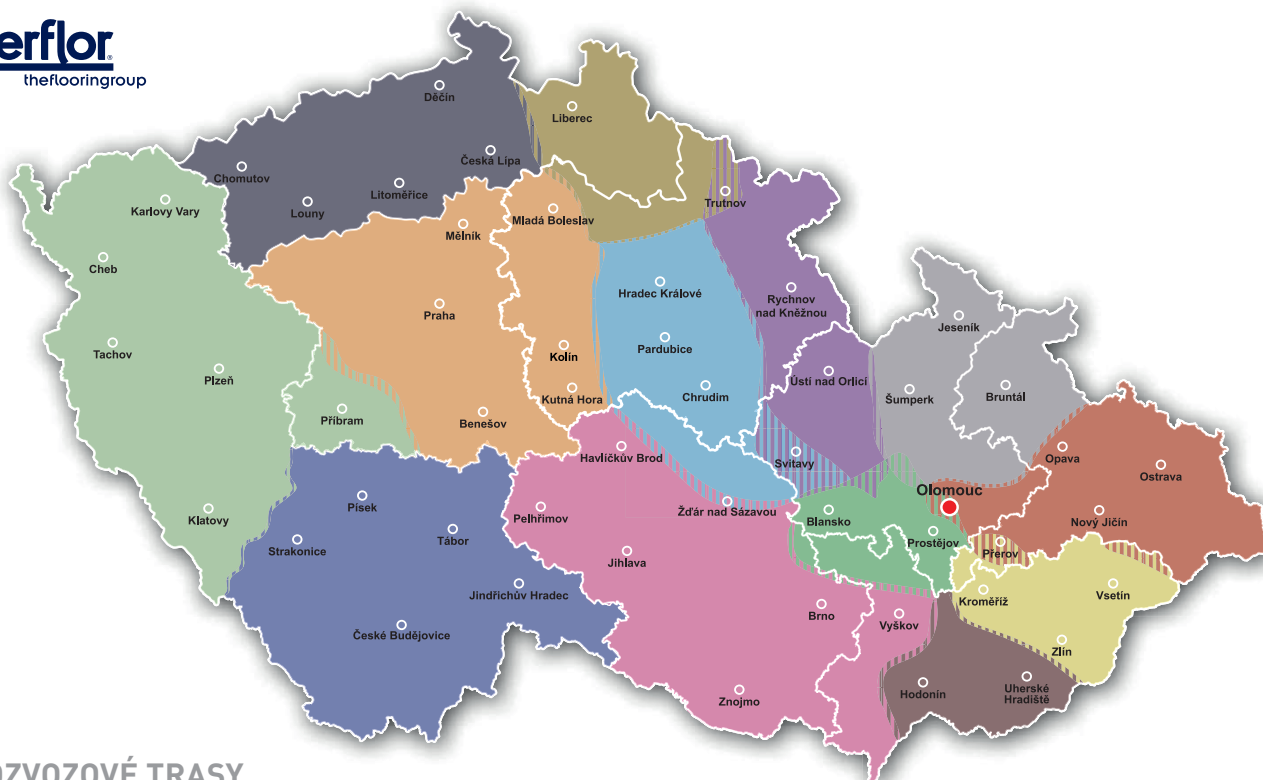 erflor
theflooringroup
Děčín
Liberec
Česká Lípa
Chomutov
Litoměřice
Louny
Karlovy Vary
Trutnov
Mladá Boleslav
Mělník
Cheb
Hradec Králové
Rychnov
nad Kněžnou
Praha
Jeseník
Tachov
Pardubice
Kolín
Plzeň
Ústí nad Orlicí
Chrudim
Kutná Hora
Šumperk
Bruntál
Příbram
Benešov
Havlíčkův Brod
Svitavy
Opava
Ostrava
Olomouc
Písek
Klatovy
Pelhřimov
Žďár nad Sázavou
Blansko
Nový Jičín
Tábor
Strakonice
Prostějov
Přerov
Jihlava
Jindřichův Hradec
Kroměříž
Vsetín
Brno
Vyškov
České Budějovice
Zlín
Znojmo
Hodonín
Uherské
Hradiště
OZVOZOVÉ TRASY